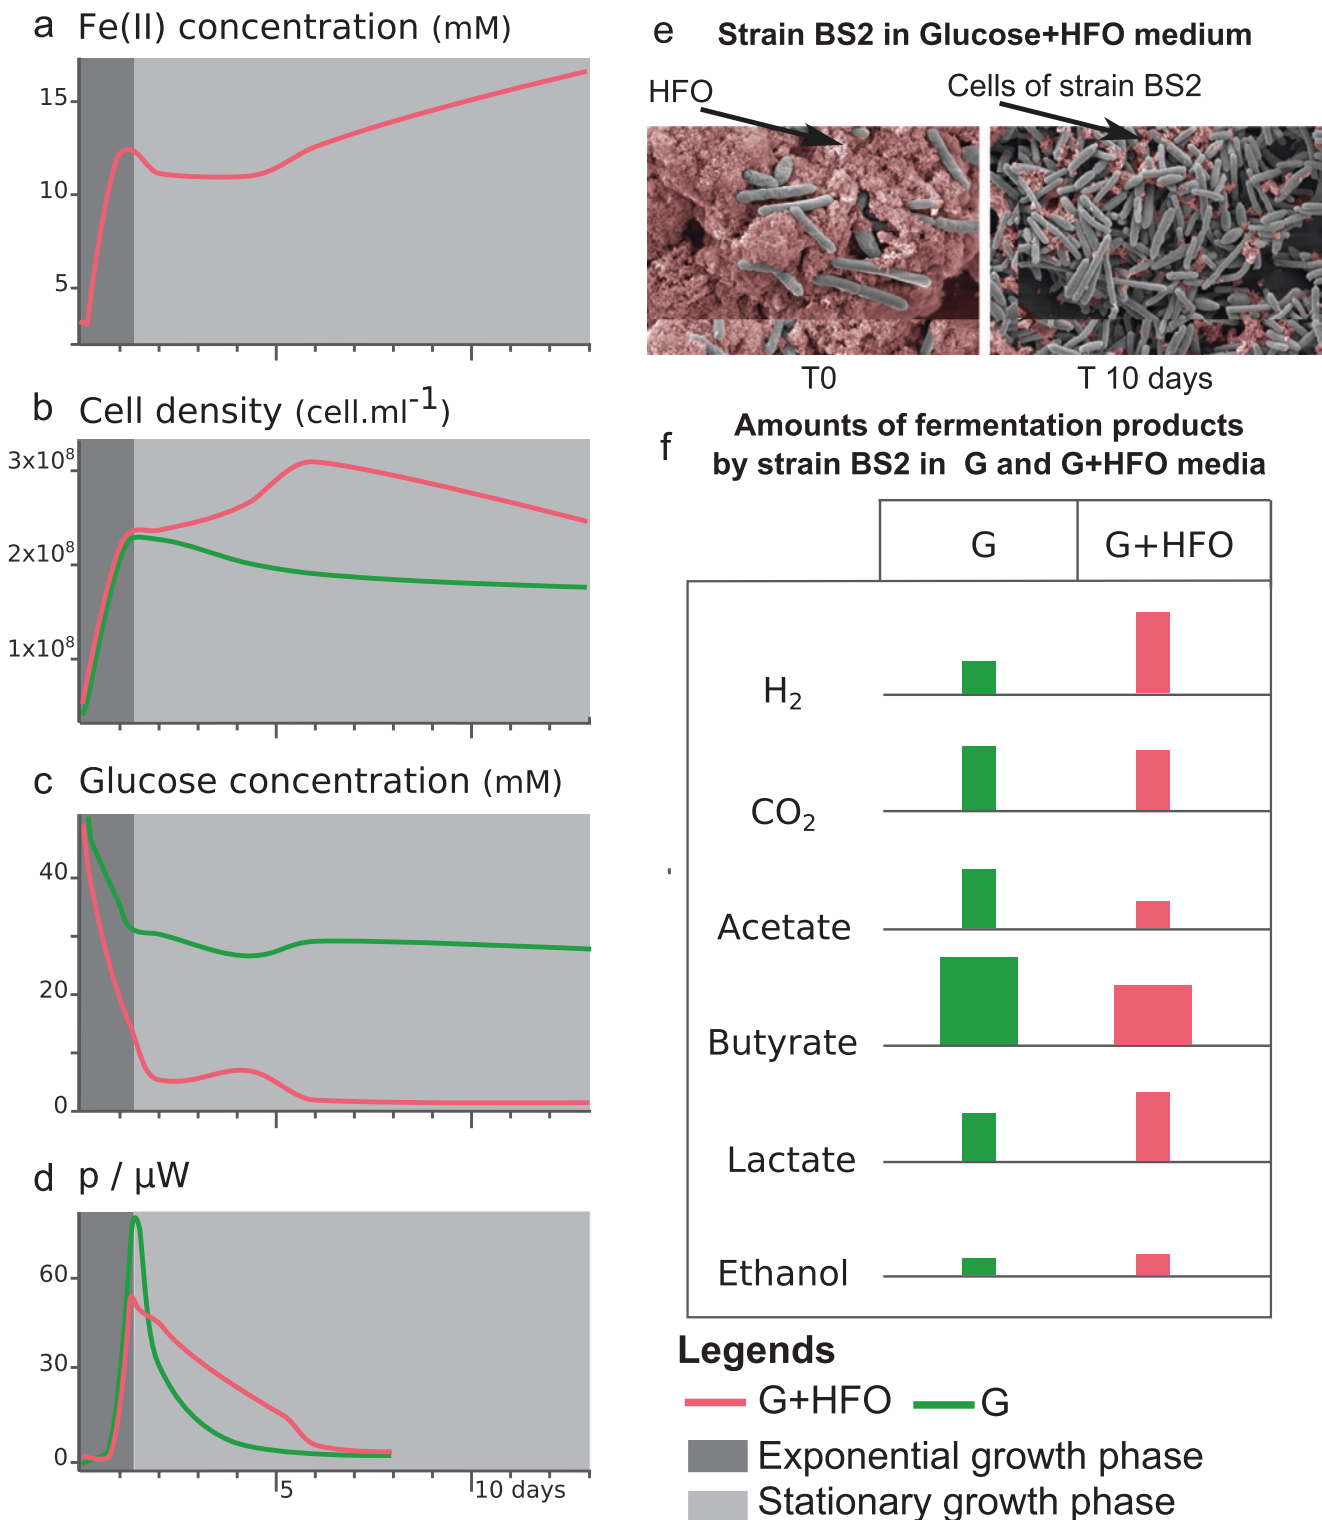 a Fe(II) concentration (mM)
15
10
5
b Cell density (cell.ml⁻¹)
3x10⁸
2x10⁸
1x10⁸
c Glucose concentration (mM)
40
20
0
d p / µW
60
30
0
5
10 days
e Strain BS2 in Glucose+HFO medium
HFO
Cells of strain BS2
T0
T 10 days
f Amounts of fermentation products
by strain BS2 in G and G+HFO media
G
G+HFO
H₂
CO₂
Acetate
Butyrate
Lactate
Ethanol
Legends
G+HFO
G
Exponential growth phase
Stationary growth phase